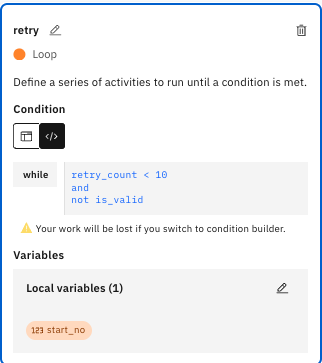 retry
Loop
Define a series of activities to run until a condition is met.
Condition
</>
while
retry_count < 10
and
not is_valid
Your work will be lost if you switch to condition builder.
Variables
Local variables (1)
123 start_no